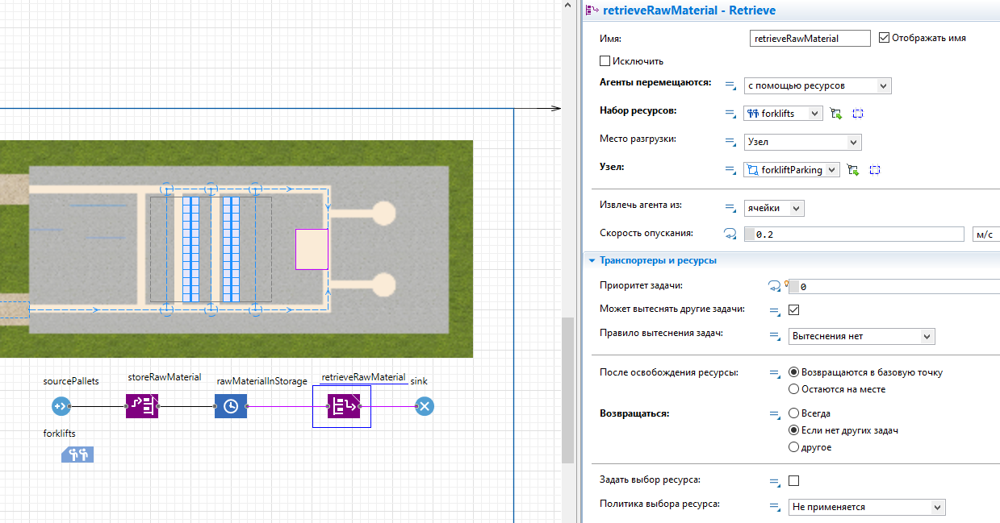 retrieveRawMaterial - Retrieve
Имя: retrieveRawMaterial Отображать имя
Исключить
Агенты перемещаются: с помощью ресурсов
Набор ресурсов: forklifts
Место разгрузки: Узел
Узел: forkliftParking
Извлечь агента из: ячейки
Скорость опускания: 0.2 м/с
Транспортеры и ресурсы
Приоритет задачи: 0
Может вытеснять другие задачи:
Правило вытеснения задач: Вытеснения нет
После освобождения ресурсы: Возвращаются в базовую точку
Остаются на месте
Возвращаться: Всегда
Если нет других задач
другое
Задать выбор ресурса:
Политика выбора ресурса: Не применяется
sourcePallets storeRawMaterial rawMaterialInStorage retrieveRawMaterial sink
forklifts